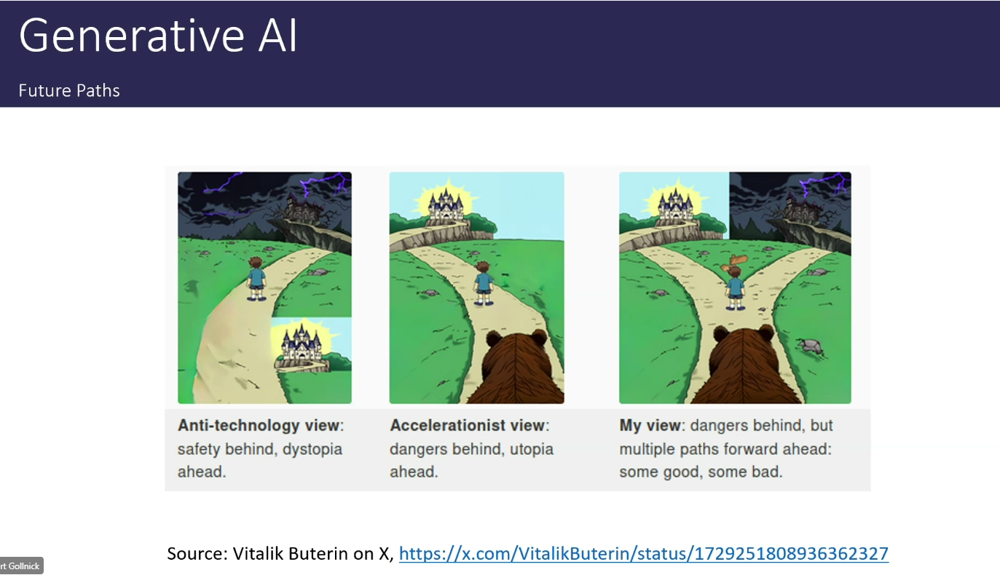 Generative AI
Future Paths
Anti-technology view:
safety behind, dystopia
ahead.
Accelerationist view:
dangers behind, utopia
ahead.
My view: dangers behind, but
multiple paths forward ahead:
some good, some bad.
Source: Vitalik Buterin on X, https://x.com/VitalikButerin/status/1729251808936362327
rt Gollnick